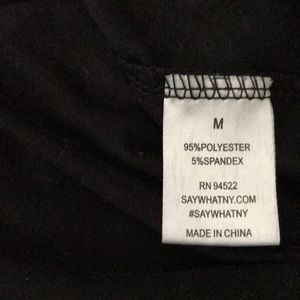 M
95%POLYESTER
5%SPANDEX
RN 94522
SAYWHATNY.COM
#SAYWHATNY
MADE IN CHINA